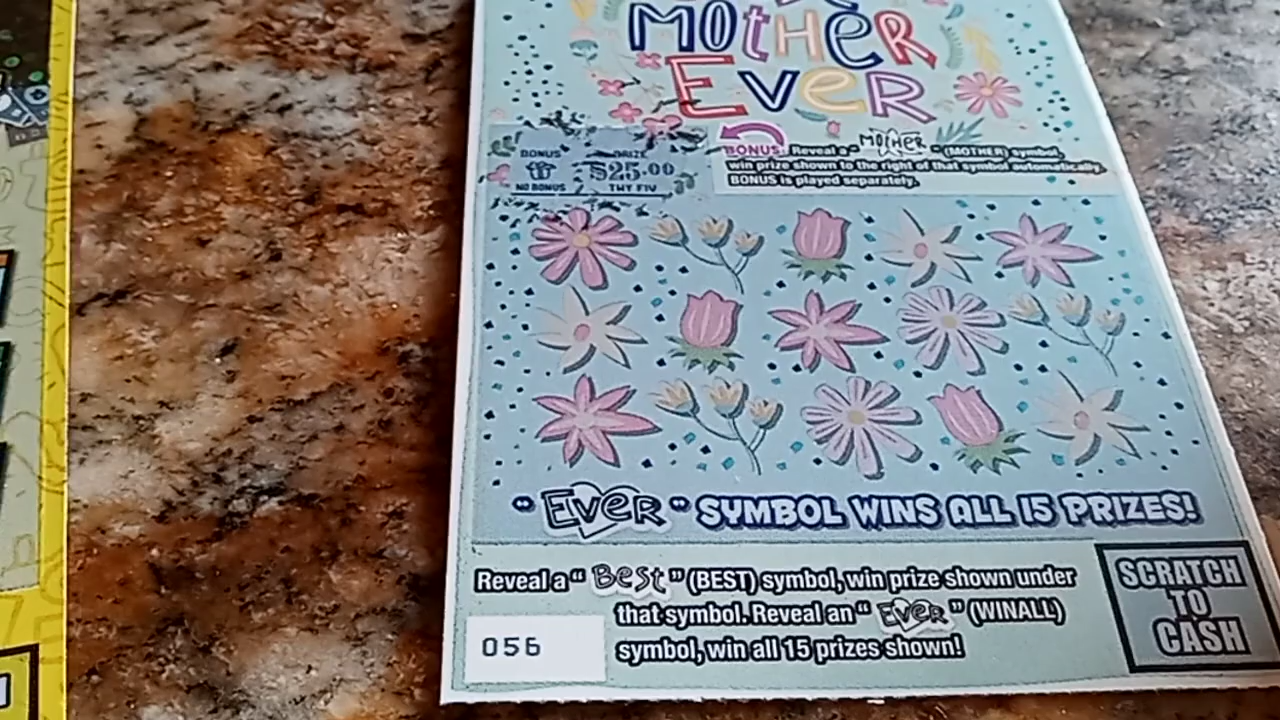 MOtHER
EVER
BONUS PRIZE
$25.00
NO BONUS TWY FIV
BONUS: Reveal a "MOtHER" (MOTHER) symbol,
win prize shown to the right of that symbol automatically.
BONUS is played separately.
"EVER" SYMBOL WINS ALL 15 PRIZES!
Reveal a "Best" (BEST) symbol, win prize shown under
that symbol. Reveal an "EVER" (WINALL)
symbol, win all 15 prizes shown!
056
SCRATCH
TO
CASH